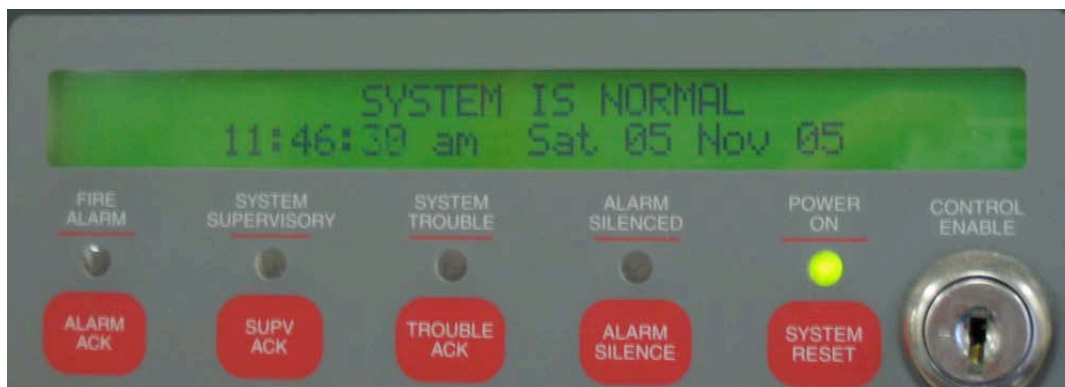 SYSTEM IS NORMAL
11:46:30 am Sat 05 Nov 05
FIRE
ALARM
SYSTEM
SUPERVISORY
SYSTEM
TROUBLE
ALARM
SILENCED
POWER
ON
CONTROL
ENABLE
ALARM
ACK
SUPV
ACK
TROUBLE
ACK
ALARM
SILENCE
SYSTEM
RESET